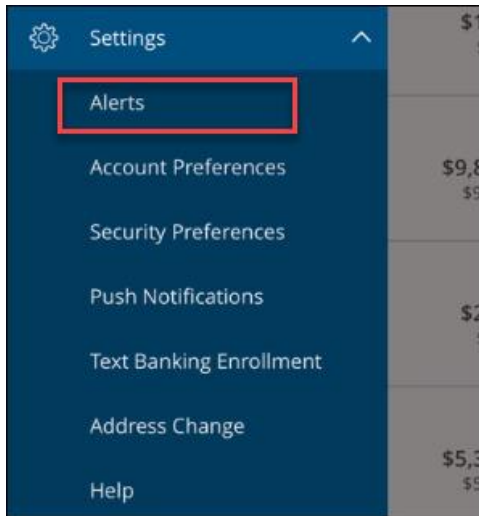 Settings
Alerts
Account Preferences
Security Preferences
Push Notifications
Text Banking Enrollment
Address Change
Help